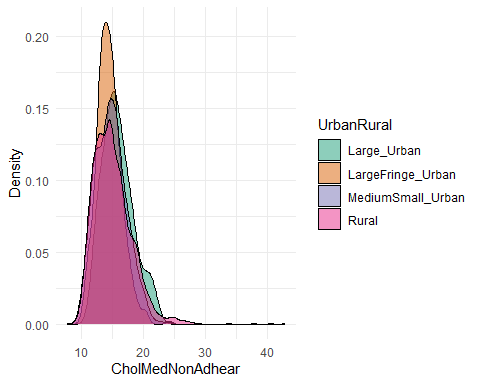 0.20
0.15
0.10
0.05
0.00
Density
10 20 30 40
CholMedNonAdhear
UrbanRural
Large_Urban
LargeFringe_Urban
MediumSmall_Urban
Rural